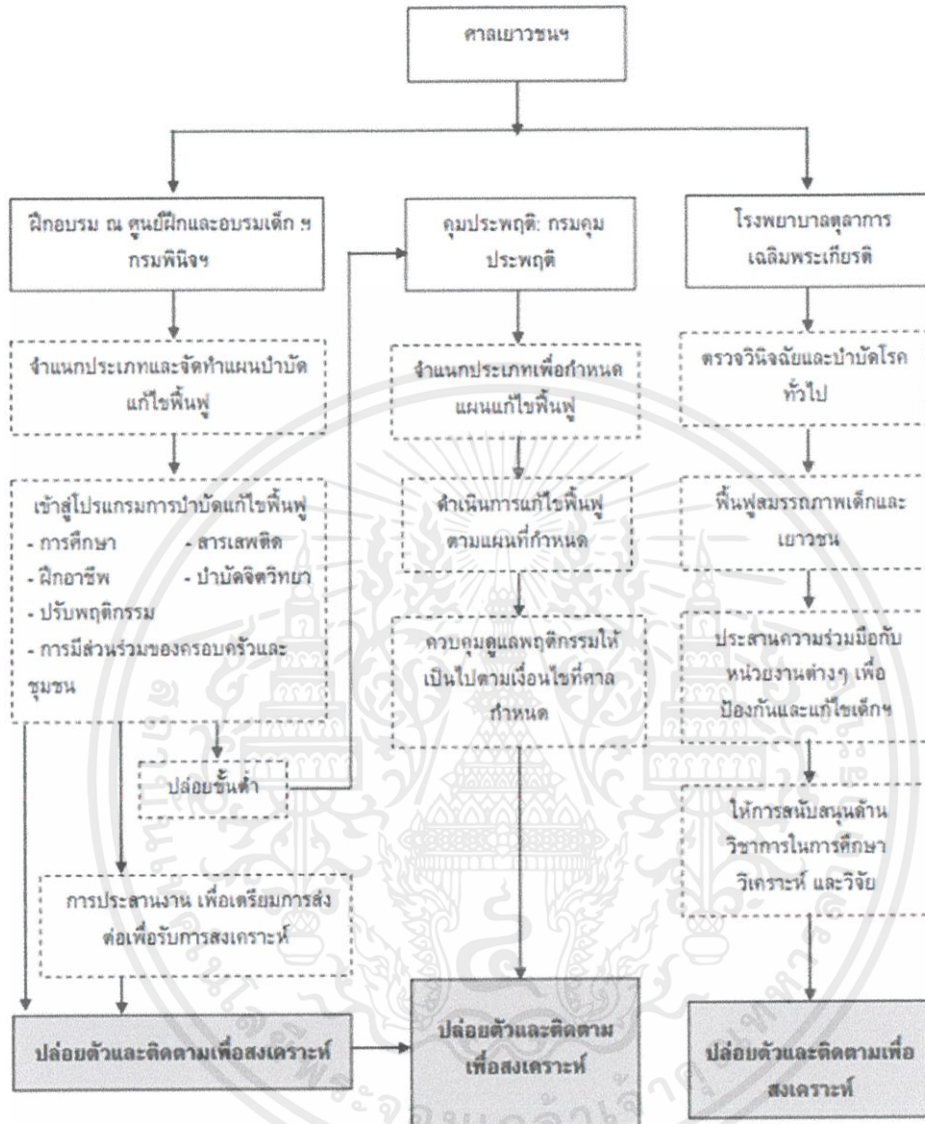 ศาลเยาวชนฯ
ฝึกอบรม ณ ศูนย์ฝึกและอบรมเด็ก ฯ
กรมพินิจฯ
จำแนกประเภทและจัดทำแผนบำบัด
แก้ไขฟื้นฟู
เข้าสู่โปรแกรมการบำบัดแก้ไขฟื้นฟู
- การศึกษา - สารเสพติด
- ฝึกอาชีพ - บำบัดจิตวิทยา
- ปรับพฤติกรรม
- การมีส่วนร่วมของครอบครัวและ
ชุมชน
ปล่อยขั้นต่ำ
การประสานงาน เพื่อเตรียมการส่ง
ต่อเพื่อรับการสงเคราะห์
ปล่อยตัวและติดตามเพื่อสงเคราะห์
คุมประพฤติ: กรมคุม
ประพฤติ
จำแนกประเภทเพื่อกำหนด
แผนแก้ไขฟื้นฟู
ดำเนินการแก้ไขฟื้นฟู
ตามแผนที่กำหนด
ควบคุมดูแลพฤติกรรมให้
เป็นไปตามเงื่อนไขที่ศาล
กำหนด
ปล่อยตัวและติดตาม
เพื่อสงเคราะห์
โรงพยาบาลตุลาการ
เฉลิมพระเกียรติ
ตรวจวินิจฉัยและบำบัดโรค
ทั่วไป
ฟื้นฟูสมรรถภาพเด็กและ
เยาวชน
ประสานความร่วมมือกับ
หน่วยงานต่างๆ เพื่อ
ป้องกันและแก้ไขเด็กฯ
ให้การสนับสนุนด้าน
วิชาการในการศึกษา
วิเคราะห์ และวิจัย
ปล่อยตัวและติดตามเพื่อ
สงเคราะห์